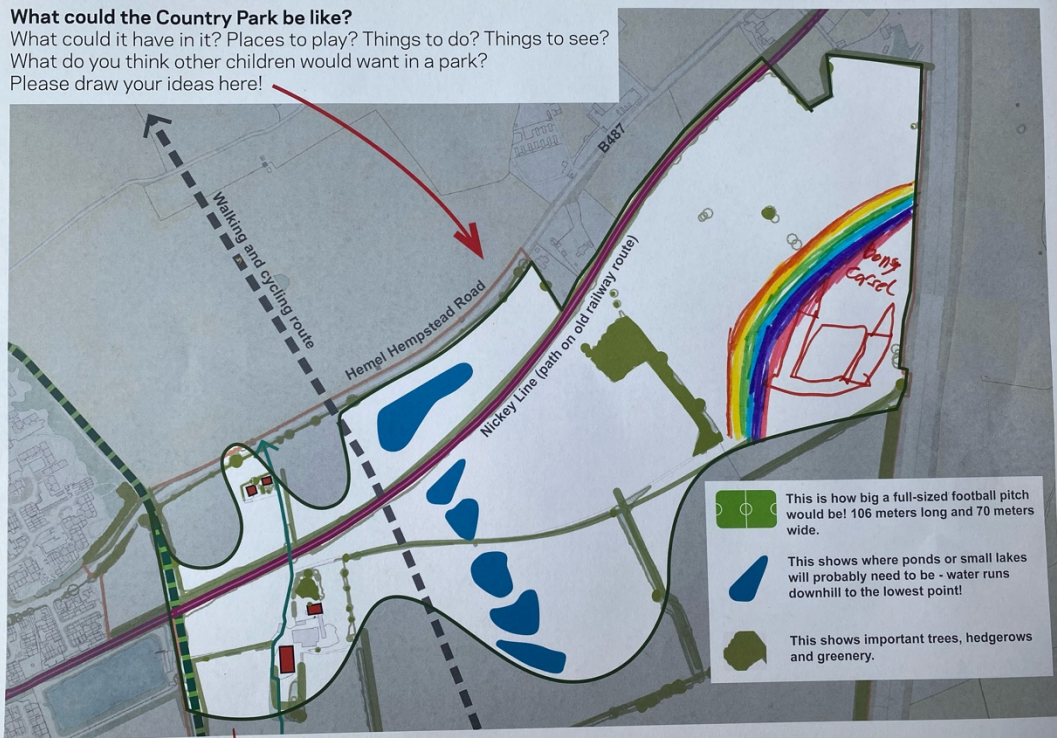 What could the Country Park be like?
What could it have in it? Places to play? Things to do? Things to see?
What do you think other children would want in a park?
Please draw your ideas here!
B487
Walking and cycling route
Hemel Hempstead Road
Nickey Line (path on old railway route)
This is how big a full-sized football pitch
would be! 106 meters long and 70 meters
wide.
This shows where ponds or small lakes
will probably need to be - water runs
downhill to the lowest point!
This shows important trees, hedgerows
and greenery.